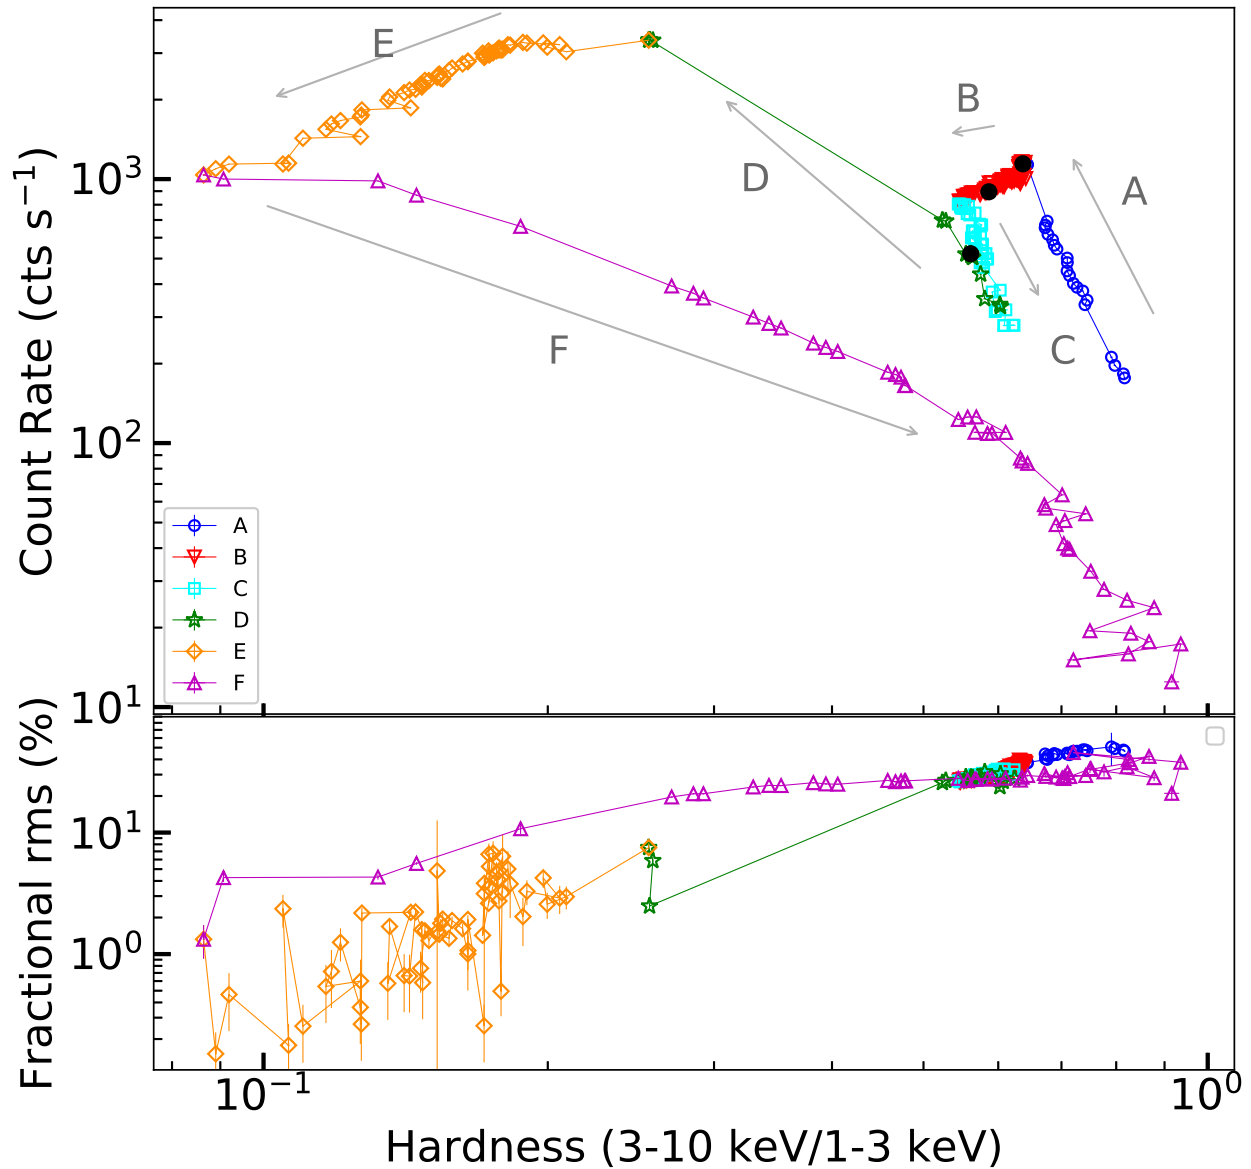 E
B
D
A
F
C
10³
10²
10¹
Count Rate (cts s⁻¹)
A
B
C
D
E
F
10¹
10⁰
Fractional rms (%)
10⁻¹
10⁰
Hardness (3-10 keV/1-3 keV)